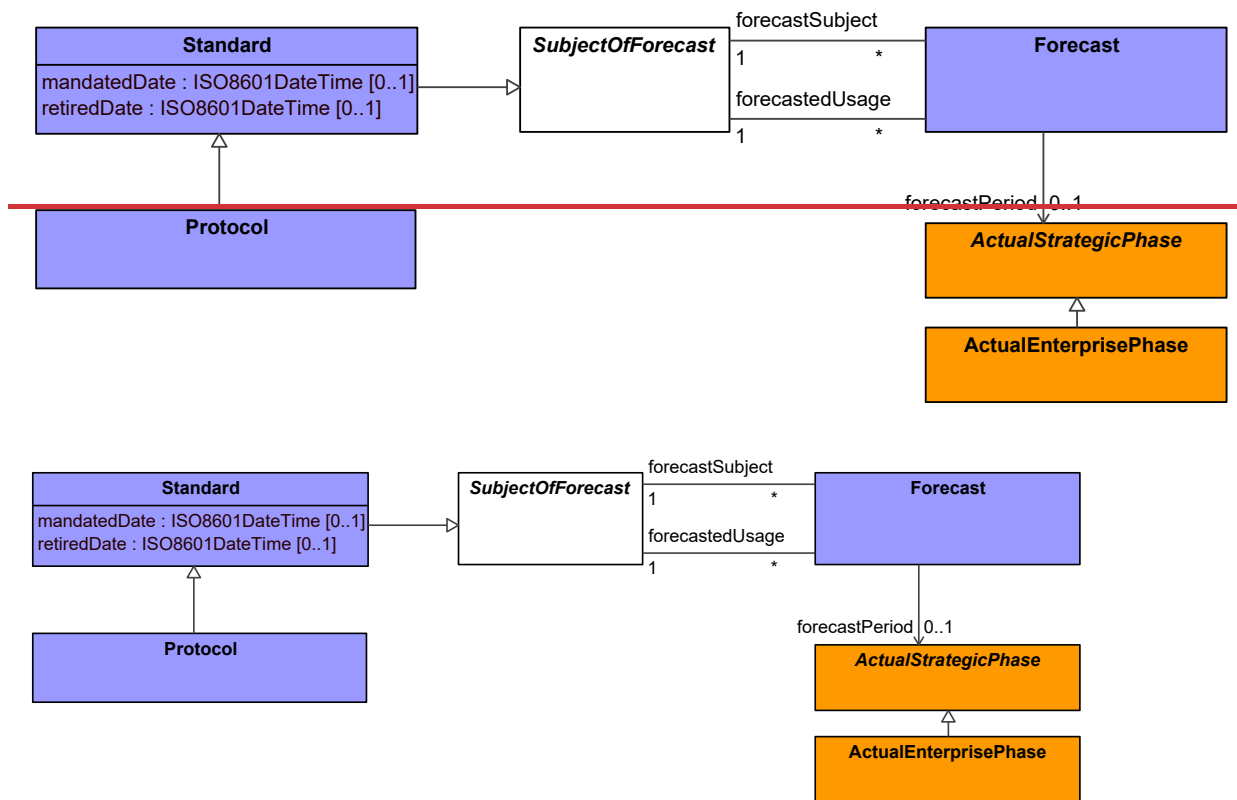 forecastSubject
Standard
SubjectOfForecast
Forecast
1 *
mandatedDate : ISO8601DateTime [0..1]
retiredDate : ISO8601DateTime [0..1]
forecastedUsage
1 *
forecastPeriod 0..1
Protocol
ActualStrategicPhase
ActualEnterprisePhase
forecastSubject
Standard
SubjectOfForecast
Forecast
1 *
mandatedDate : ISO8601DateTime [0..1]
retiredDate : ISO8601DateTime [0..1]
forecastedUsage
1 *
forecastPeriod 0..1
Protocol
ActualStrategicPhase
ActualEnterprisePhase